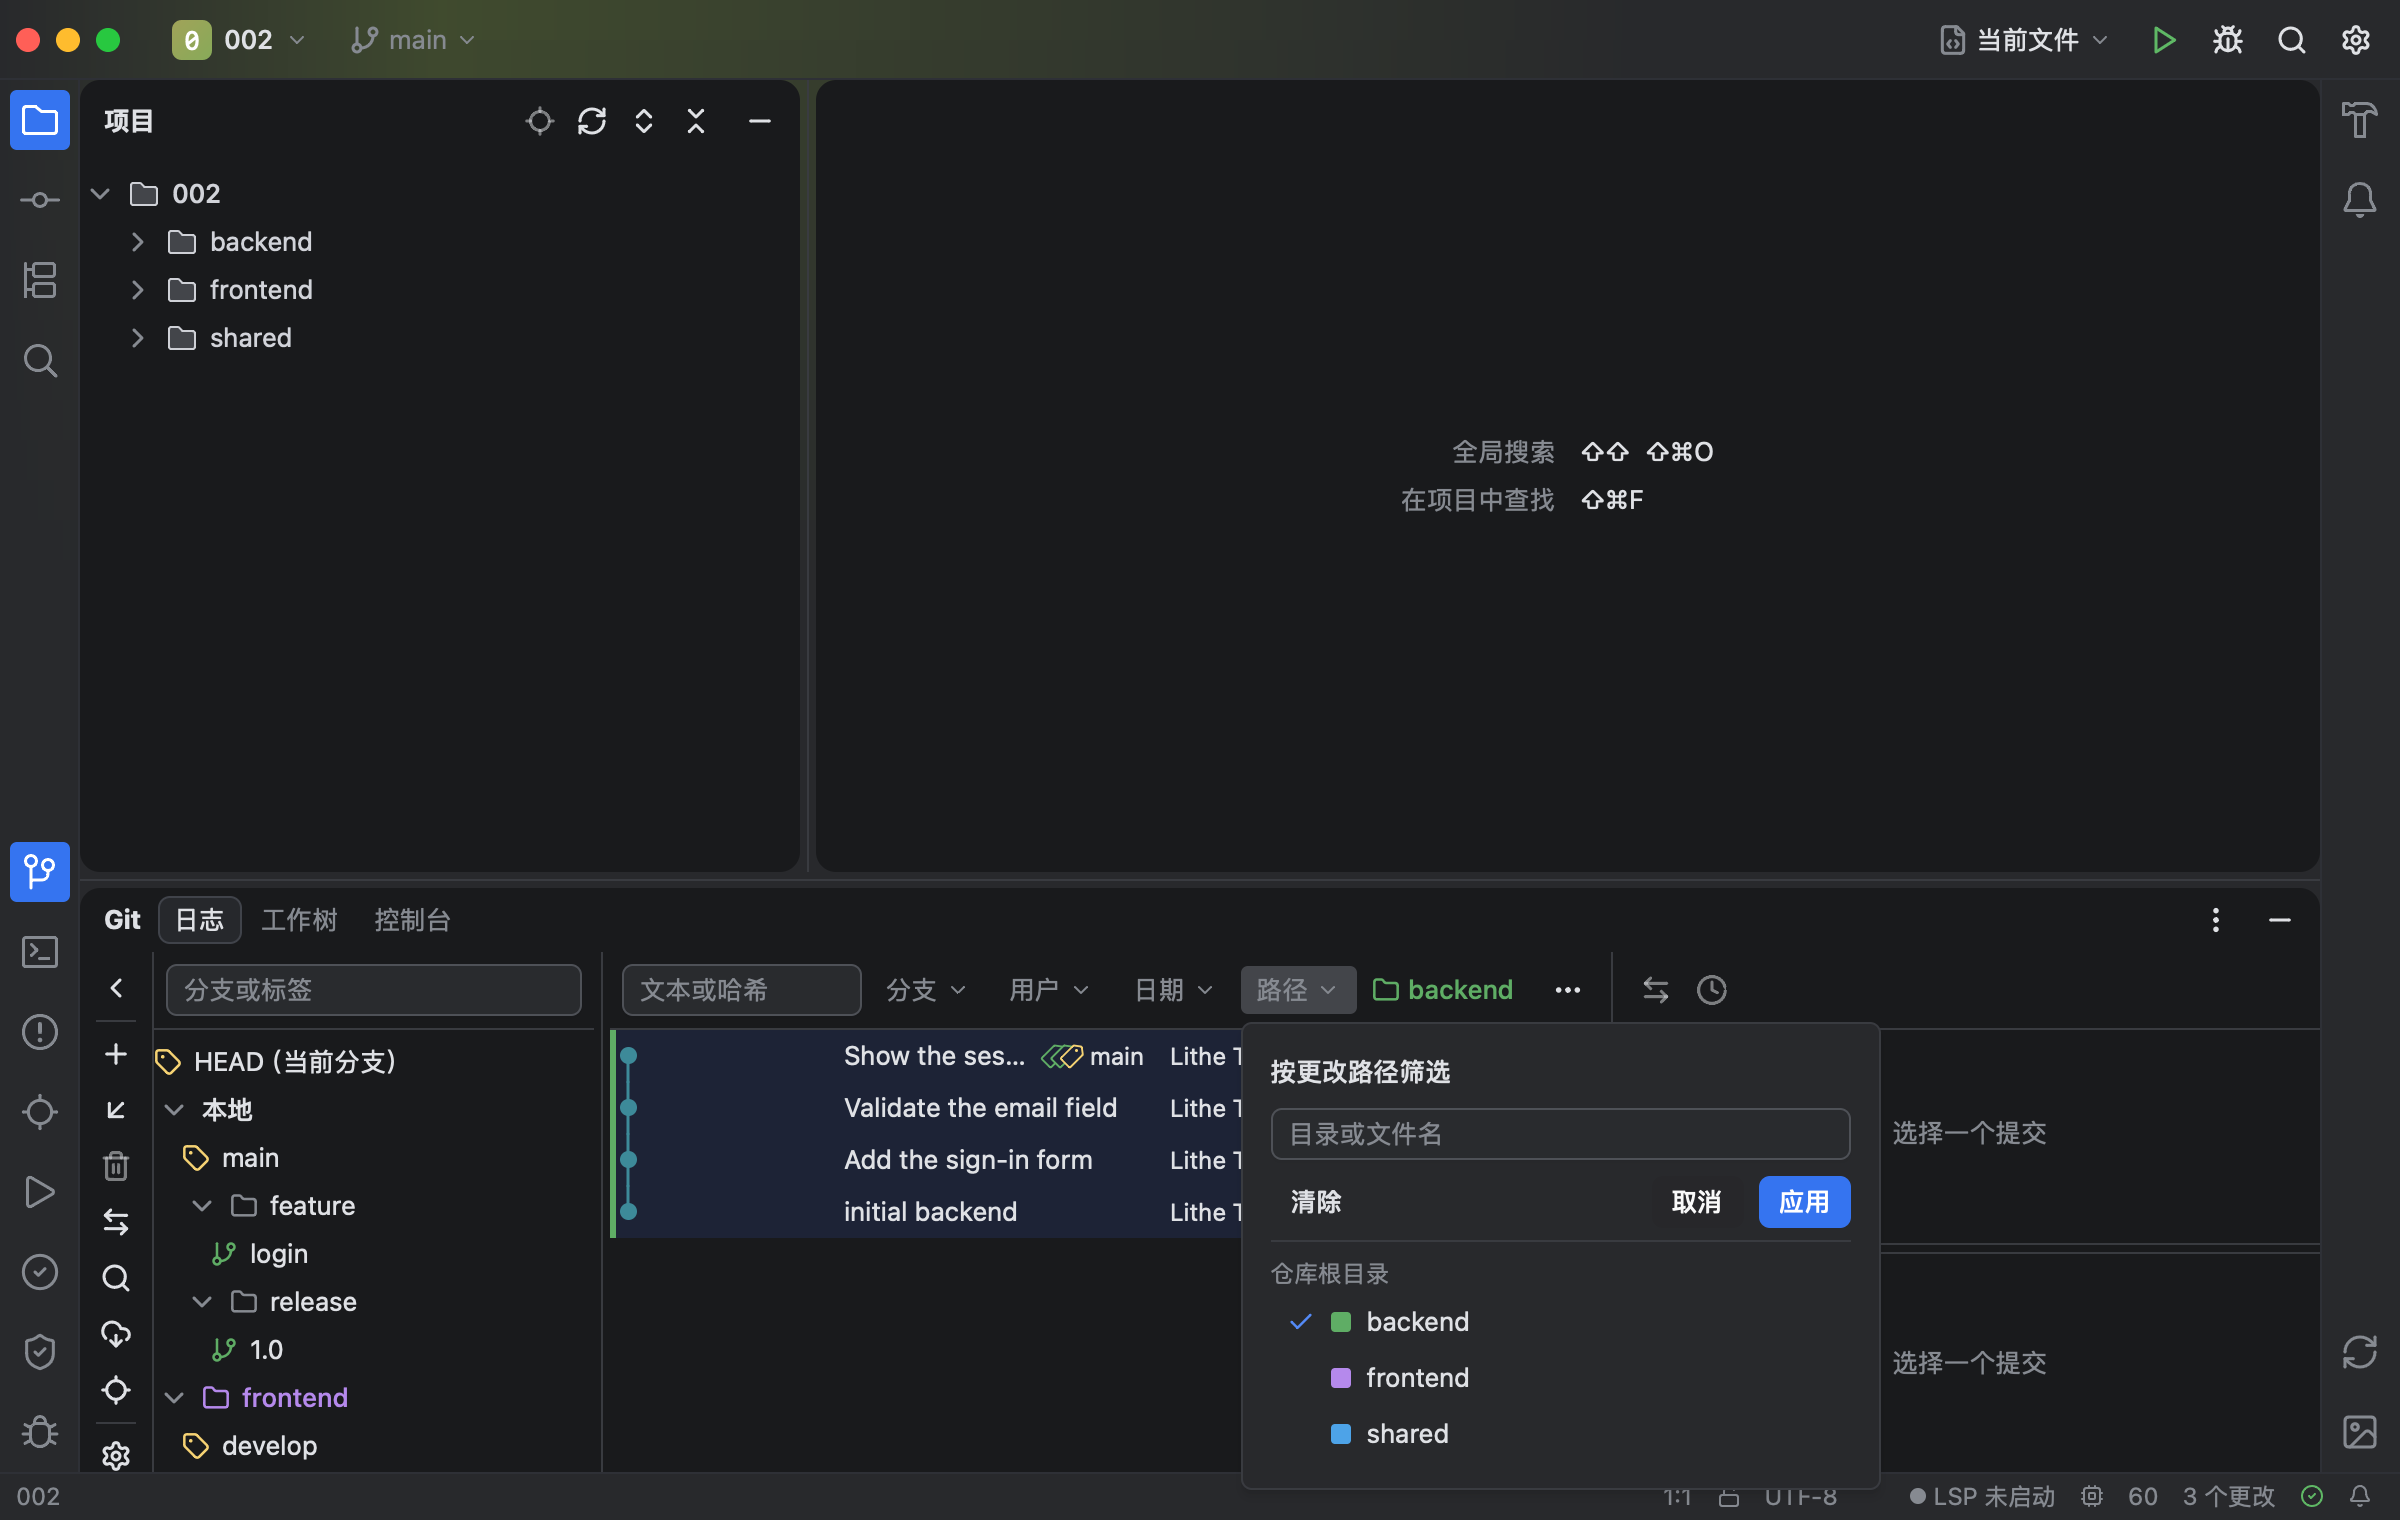 0 002 main 当前文件
项目
002
backend
frontend
shared
全局搜索 ⇧⇧ ⇧⌘O
在项目中查找 ⇧⌘F
Git 日志 工作树 控制台
分支或标签
HEAD (当前分支)
本地
main
feature
login
release
1.0
frontend
develop
文本或哈希 分支 用户 日期 路径 backend
Show the ses... main Lithe T
Validate the email field Lithe T
Add the sign-in form Lithe T
initial backend Lithe T
按更改路径筛选
目录或文件名
清除 取消 应用
仓库根目录
backend
frontend
shared
选择一个提交
选择一个提交
002 1:1 UTF-8 LSP 未启动 60 3 个更改